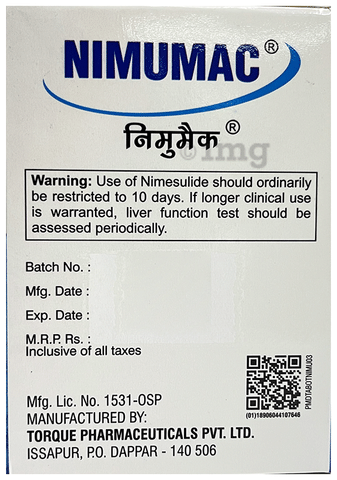 NIMUMAC®
निमुमैक®
1mg
Warning: Use of Nimesulide should ordinarily
be restricted to 10 days. If longer clinical use
is warranted, liver function test should be
assessed periodically.
Batch No. :
Mfg. Date :
Exp. Date :
M.R.P. Rs. :
Inclusive of all taxes
(01)18906044107646
PMOTABOTNIMU03
Mfg. Lic. No. 1531-OSP
MANUFACTURED BY:
TORQUE PHARMACEUTICALS PVT. LTD.
ISSAPUR, P.O. DAPPAR - 140 506